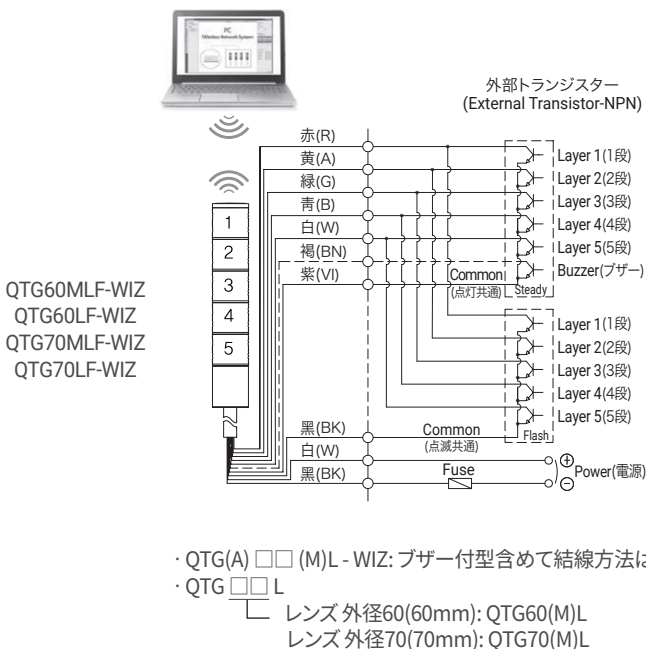 PC
Wireless Network System
外部トランジスター
(External Transistor-NPN)
赤(R)
黄(A)
緑(G)
青(B)
白(W)
褐(BN)
紫(VI)
Layer 1(1段)
Layer 2(2段)
Layer 3(3段)
Layer 4(4段)
Layer 5(5段)
Buzzer(ブザー)
Common
(点灯共通)
Steady
1
2
3
4
5
QTG60MLF-WIZ
QTG60LF-WIZ
QTG70MLF-WIZ
QTG70LF-WIZ
Layer 1(1段)
Layer 2(2段)
Layer 3(3段)
Layer 4(4段)
Layer 5(5段)
Flash
黒(BK)
Common
(点滅共通)
白(W)
黒(BK)
Fuse
Power(電源)
· QTG(A) □□ (M)L - WIZ: ブザー付型含めて結線方法は
· QTG □□ L
レンズ 外径60(60mm): QTG60(M)L
レンズ 外径70(70mm): QTG70(M)L